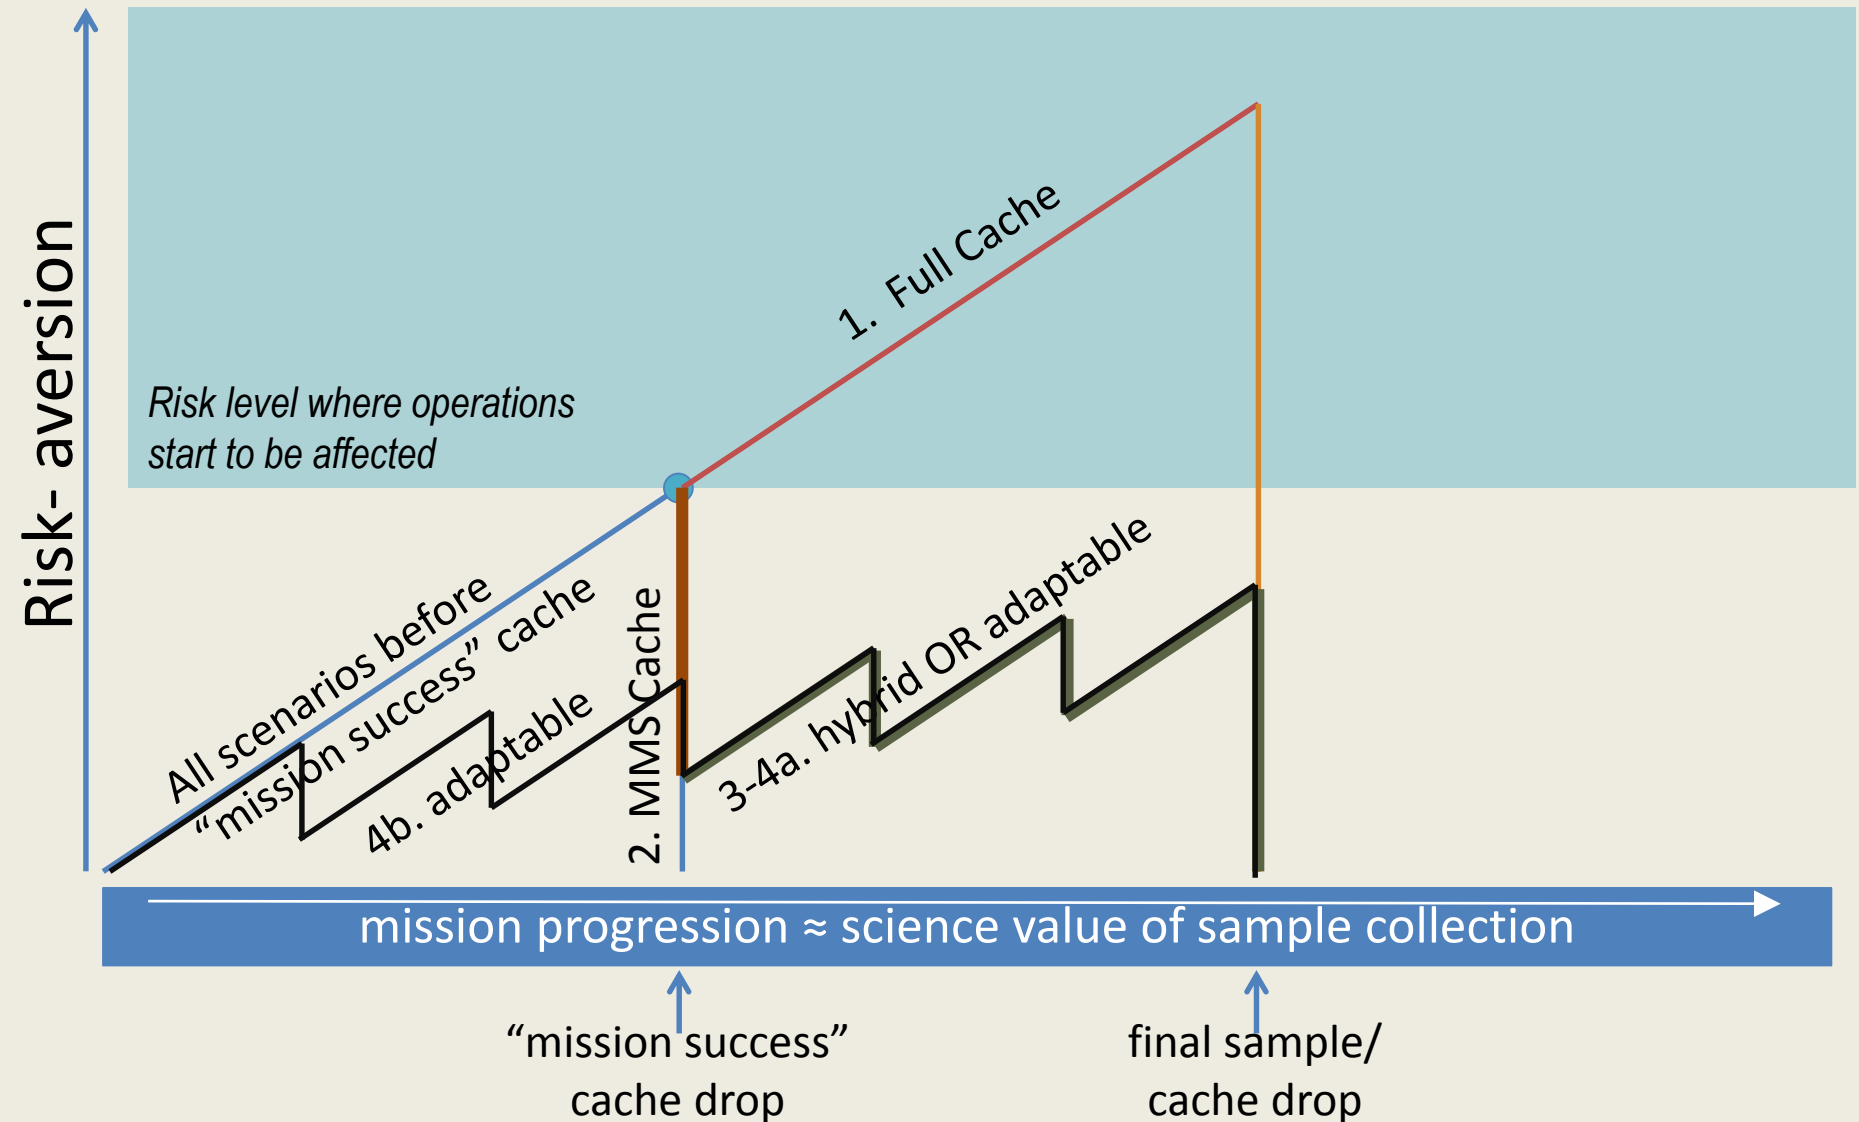 Risk- aversion
Risk level where operations
start to be affected
1. Full Cache
All scenarios before
“mission success” cache
4b. adaptable
2. MMS Cache
3-4a. hybrid OR adaptable
mission progression ≈ science value of sample collection
“mission success”
cache drop
final sample/
cache drop